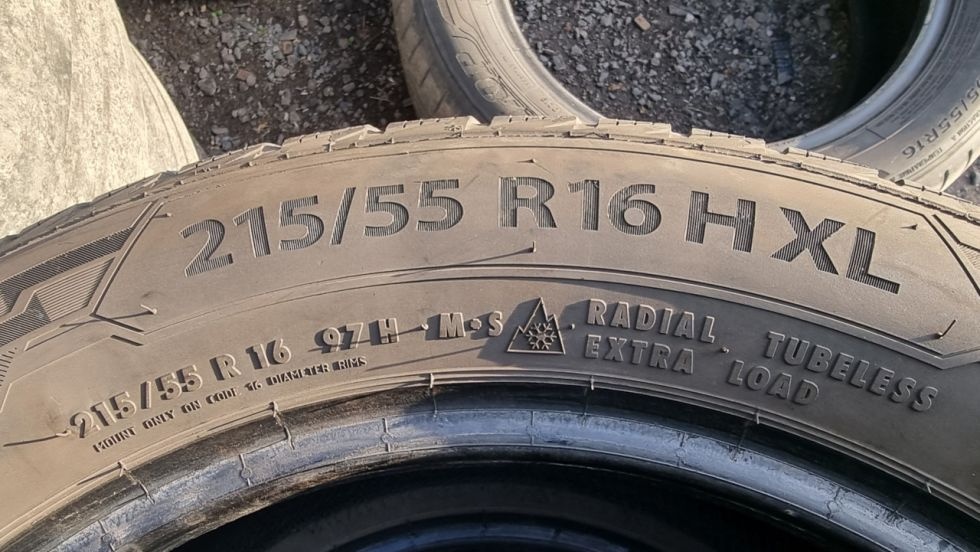 215/55 R16 H XL
215/55 R 16 97H M·S RADIAL TUBELESS
EXTRA LOAD
MOUNT ONLY ON CODE 16 DIAMETER RIMS
55R16